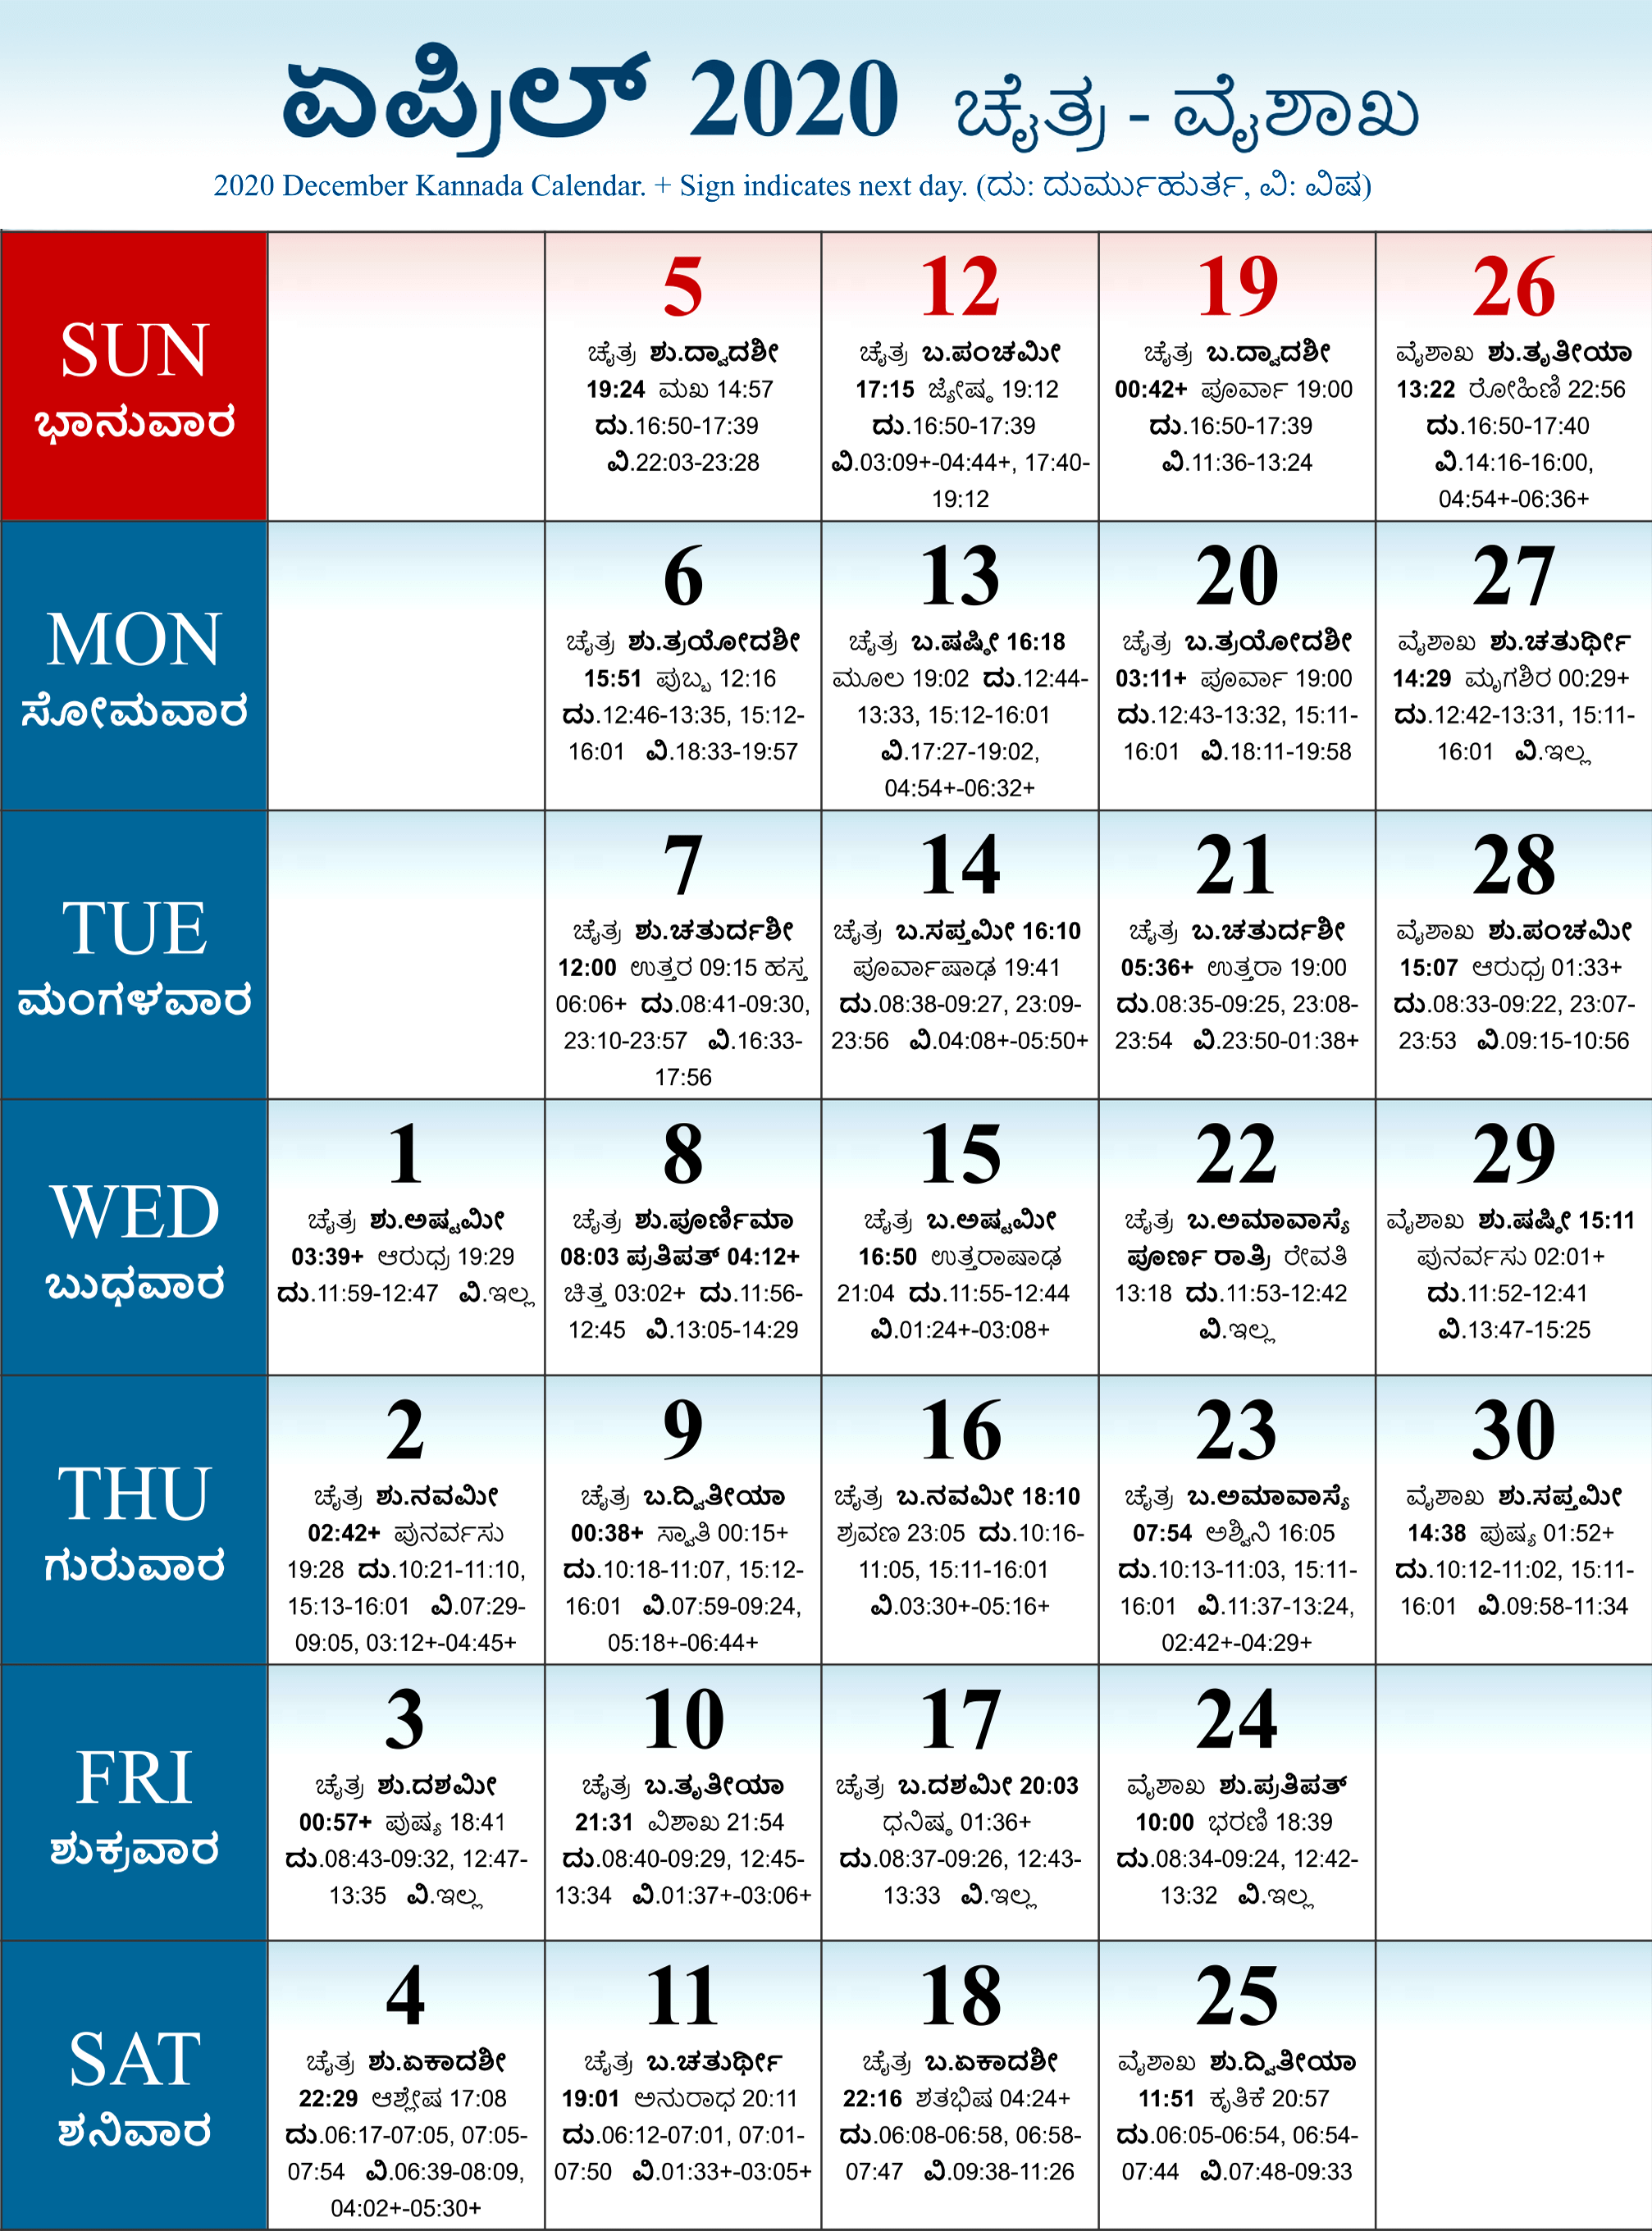 ಏಪ್ರಿಲ್ 2020 ಚೈತ್ರ - ವೈಶಾಖ
2020 December Kannada Calendar. + Sign indicates next day. (ದು: ದುರ್ಮುಹುರ್ತ, ವಿ: ವಿಷ)
SUN
ಭಾನುವಾರ
5
ಚೈತ್ರ ಶು.ದ್ವಾದಶೀ
19:24 ಮಖ 14:57
ದು.16:50-17:39
ವಿ.22:03-23:28
12
ಚೈತ್ರ ಬ.ಪಂಚಮೀ
17:15 ಜ್ಯೇಷ್ಠ 19:12
ದು.16:50-17:39
ವಿ.03:09+-04:44+, 17:40-
19:12
19
ಚೈತ್ರ ಬ.ದ್ವಾದಶೀ
00:42+ ಪೂರ್ವಾ 19:00
ದು.16:50-17:39
ವಿ.11:36-13:24
26
ವೈಶಾಖ ಶು.ತೃತೀಯಾ
13:22 ರೋಹಿಣಿ 22:56
ದು.16:50-17:40
ವಿ.14:16-16:00,
04:54+-06:36+
MON
ಸೋಮವಾರ
6
ಚೈತ್ರ ಶು.ತ್ರಯೋದಶೀ
15:51 ಪುಬ್ಬ 12:16
ದು.12:46-13:35, 15:12-
16:01 ವಿ.18:33-19:57
13
ಚೈತ್ರ ಬ.ಷಷ್ಠೀ 16:18
ಮೂಲ 19:02 ದು.12:44-
13:33, 15:12-16:01
ವಿ.17:27-19:02,
04:54+-06:32+
20
ಚೈತ್ರ ಬ.ತ್ರಯೋದಶೀ
03:11+ ಪೂರ್ವಾ 19:00
ದು.12:43-13:32, 15:11-
16:01 ವಿ.18:11-19:58
27
ವೈಶಾಖ ಶು.ಚತುರ್ಥೀ
14:29 ಮೃಗಶಿರ 00:29+
ದು.12:42-13:31, 15:11-
16:01 ವಿ.ಇಲ್ಲ
TUE
ಮಂಗಳವಾರ
7
ಚೈತ್ರ ಶು.ಚತುರ್ದಶೀ
12:00 ಉತ್ತರ 09:15 ಹಸ್ತ
06:06+ ದು.08:41-09:30,
23:10-23:57 ವಿ.16:33-
17:56
14
ಚೈತ್ರ ಬ.ಸಪ್ತಮೀ 16:10
ಪೂರ್ವಾಷಾಢ 19:41
ದು.08:38-09:27, 23:09-
23:56 ವಿ.04:08+-05:50+
21
ಚೈತ್ರ ಬ.ಚತುರ್ದಶೀ
05:36+ ಉತ್ತರಾ 19:00
ದು.08:35-09:25, 23:08-
23:54 ವಿ.23:50-01:38+
28
ವೈಶಾಖ ಶು.ಪಂಚಮೀ
15:07 ಆರುಧ್ರ 01:33+
ದು.08:33-09:22, 23:07-
23:53 ವಿ.09:15-10:56
WED
ಬುಧವಾರ
1
ಚೈತ್ರ ಶು.ಅಷ್ಟಮೀ
03:39+ ಆರುಧ್ರ 19:29
ದು.11:59-12:47 ವಿ.ಇಲ್ಲ
8
ಚೈತ್ರ ಶು.ಪೂರ್ಣಿಮಾ
08:03 ಪ್ರತಿಪತ್ 04:12+
ಚಿತ್ತ 03:02+ ದು.11:56-
12:45 ವಿ.13:05-14:29
15
ಚೈತ್ರ ಬ.ಅಷ್ಟಮೀ
16:50 ಉತ್ತರಾಷಾಢ
21:04 ದು.11:55-12:44
ವಿ.01:24+-03:08+
22
ಚೈತ್ರ ಬ.ಅಮಾವಾಸ್ಯೆ
ಪೂರ್ಣ ರಾತ್ರಿ ರೇವತಿ
13:18 ದು.11:53-12:42
ವಿ.ಇಲ್ಲ
29
ವೈಶಾಖ ಶು.ಷಷ್ಠೀ 15:11
ಪುನರ್ವಸು 02:01+
ದು.11:52-12:41
ವಿ.13:47-15:25
THU
ಗುರುವಾರ
2
ಚೈತ್ರ ಶು.ನವಮೀ
02:42+ ಪುನರ್ವಸು
19:28 ದು.10:21-11:10,
15:13-16:01 ವಿ.07:29-
09:05, 03:12+-04:45+
9
ಚೈತ್ರ ಬ.ದ್ವಿತೀಯಾ
00:38+ ಸ್ವಾತಿ 00:15+
ದು.10:18-11:07, 15:12-
16:01 ವಿ.07:59-09:24,
05:18+-06:44+
16
ಚೈತ್ರ ಬ.ನವಮೀ 18:10
ಶ್ರವಣ 23:05 ದು.10:16-
11:05, 15:11-16:01
ವಿ.03:30+-05:16+
23
ಚೈತ್ರ ಬ.ಅಮಾವಾಸ್ಯೆ
07:54 ಅಶ್ವಿನಿ 16:05
ದು.10:13-11:03, 15:11-
16:01 ವಿ.11:37-13:24,
02:42+-04:29+
30
ವೈಶಾಖ ಶು.ಸಪ್ತಮೀ
14:38 ಪುಷ್ಯ 01:52+
ದು.10:12-11:02, 15:11-
16:01 ವಿ.09:58-11:34
FRI
ಶುಕ್ರವಾರ
3
ಚೈತ್ರ ಶು.ದಶಮೀ
00:57+ ಪುಷ್ಯ 18:41
ದು.08:43-09:32, 12:47-
13:35 ವಿ.ಇಲ್ಲ
10
ಚೈತ್ರ ಬ.ತೃತೀಯಾ
21:31 ವಿಶಾಖ 21:54
ದು.08:40-09:29, 12:45-
13:34 ವಿ.01:37+-03:06+
17
ಚೈತ್ರ ಬ.ದಶಮೀ 20:03
ಧನಿಷ್ಠ 01:36+
ದು.08:37-09:26, 12:43-
13:33 ವಿ.ಇಲ್ಲ
24
ವೈಶಾಖ ಶು.ಪ್ರತಿಪತ್
10:00 ಭರಣಿ 18:39
ದು.08:34-09:24, 12:42-
13:32 ವಿ.ಇಲ್ಲ
SAT
ಶನಿವಾರ
4
ಚೈತ್ರ ಶು.ಏಕಾದಶೀ
22:29 ಆಶ್ಲೇಷ 17:08
ದು.06:17-07:05, 07:05-
07:54 ವಿ.06:39-08:09,
04:02+-05:30+
11
ಚೈತ್ರ ಬ.ಚತುರ್ಥೀ
19:01 ಅನುರಾಧ 20:11
ದು.06:12-07:01, 07:01-
07:50 ವಿ.01:33+-03:05+
18
ಚೈತ್ರ ಬ.ಏಕಾದಶೀ
22:16 ಶತಭಿಷ 04:24+
ದು.06:08-06:58, 06:58-
07:47 ವಿ.09:38-11:26
25
ವೈಶಾಖ ಶು.ದ್ವಿತೀಯಾ
11:51 ಕೃತಿಕೆ 20:57
ದು.06:05-06:54, 06:54-
07:44 ವಿ.07:48-09:33